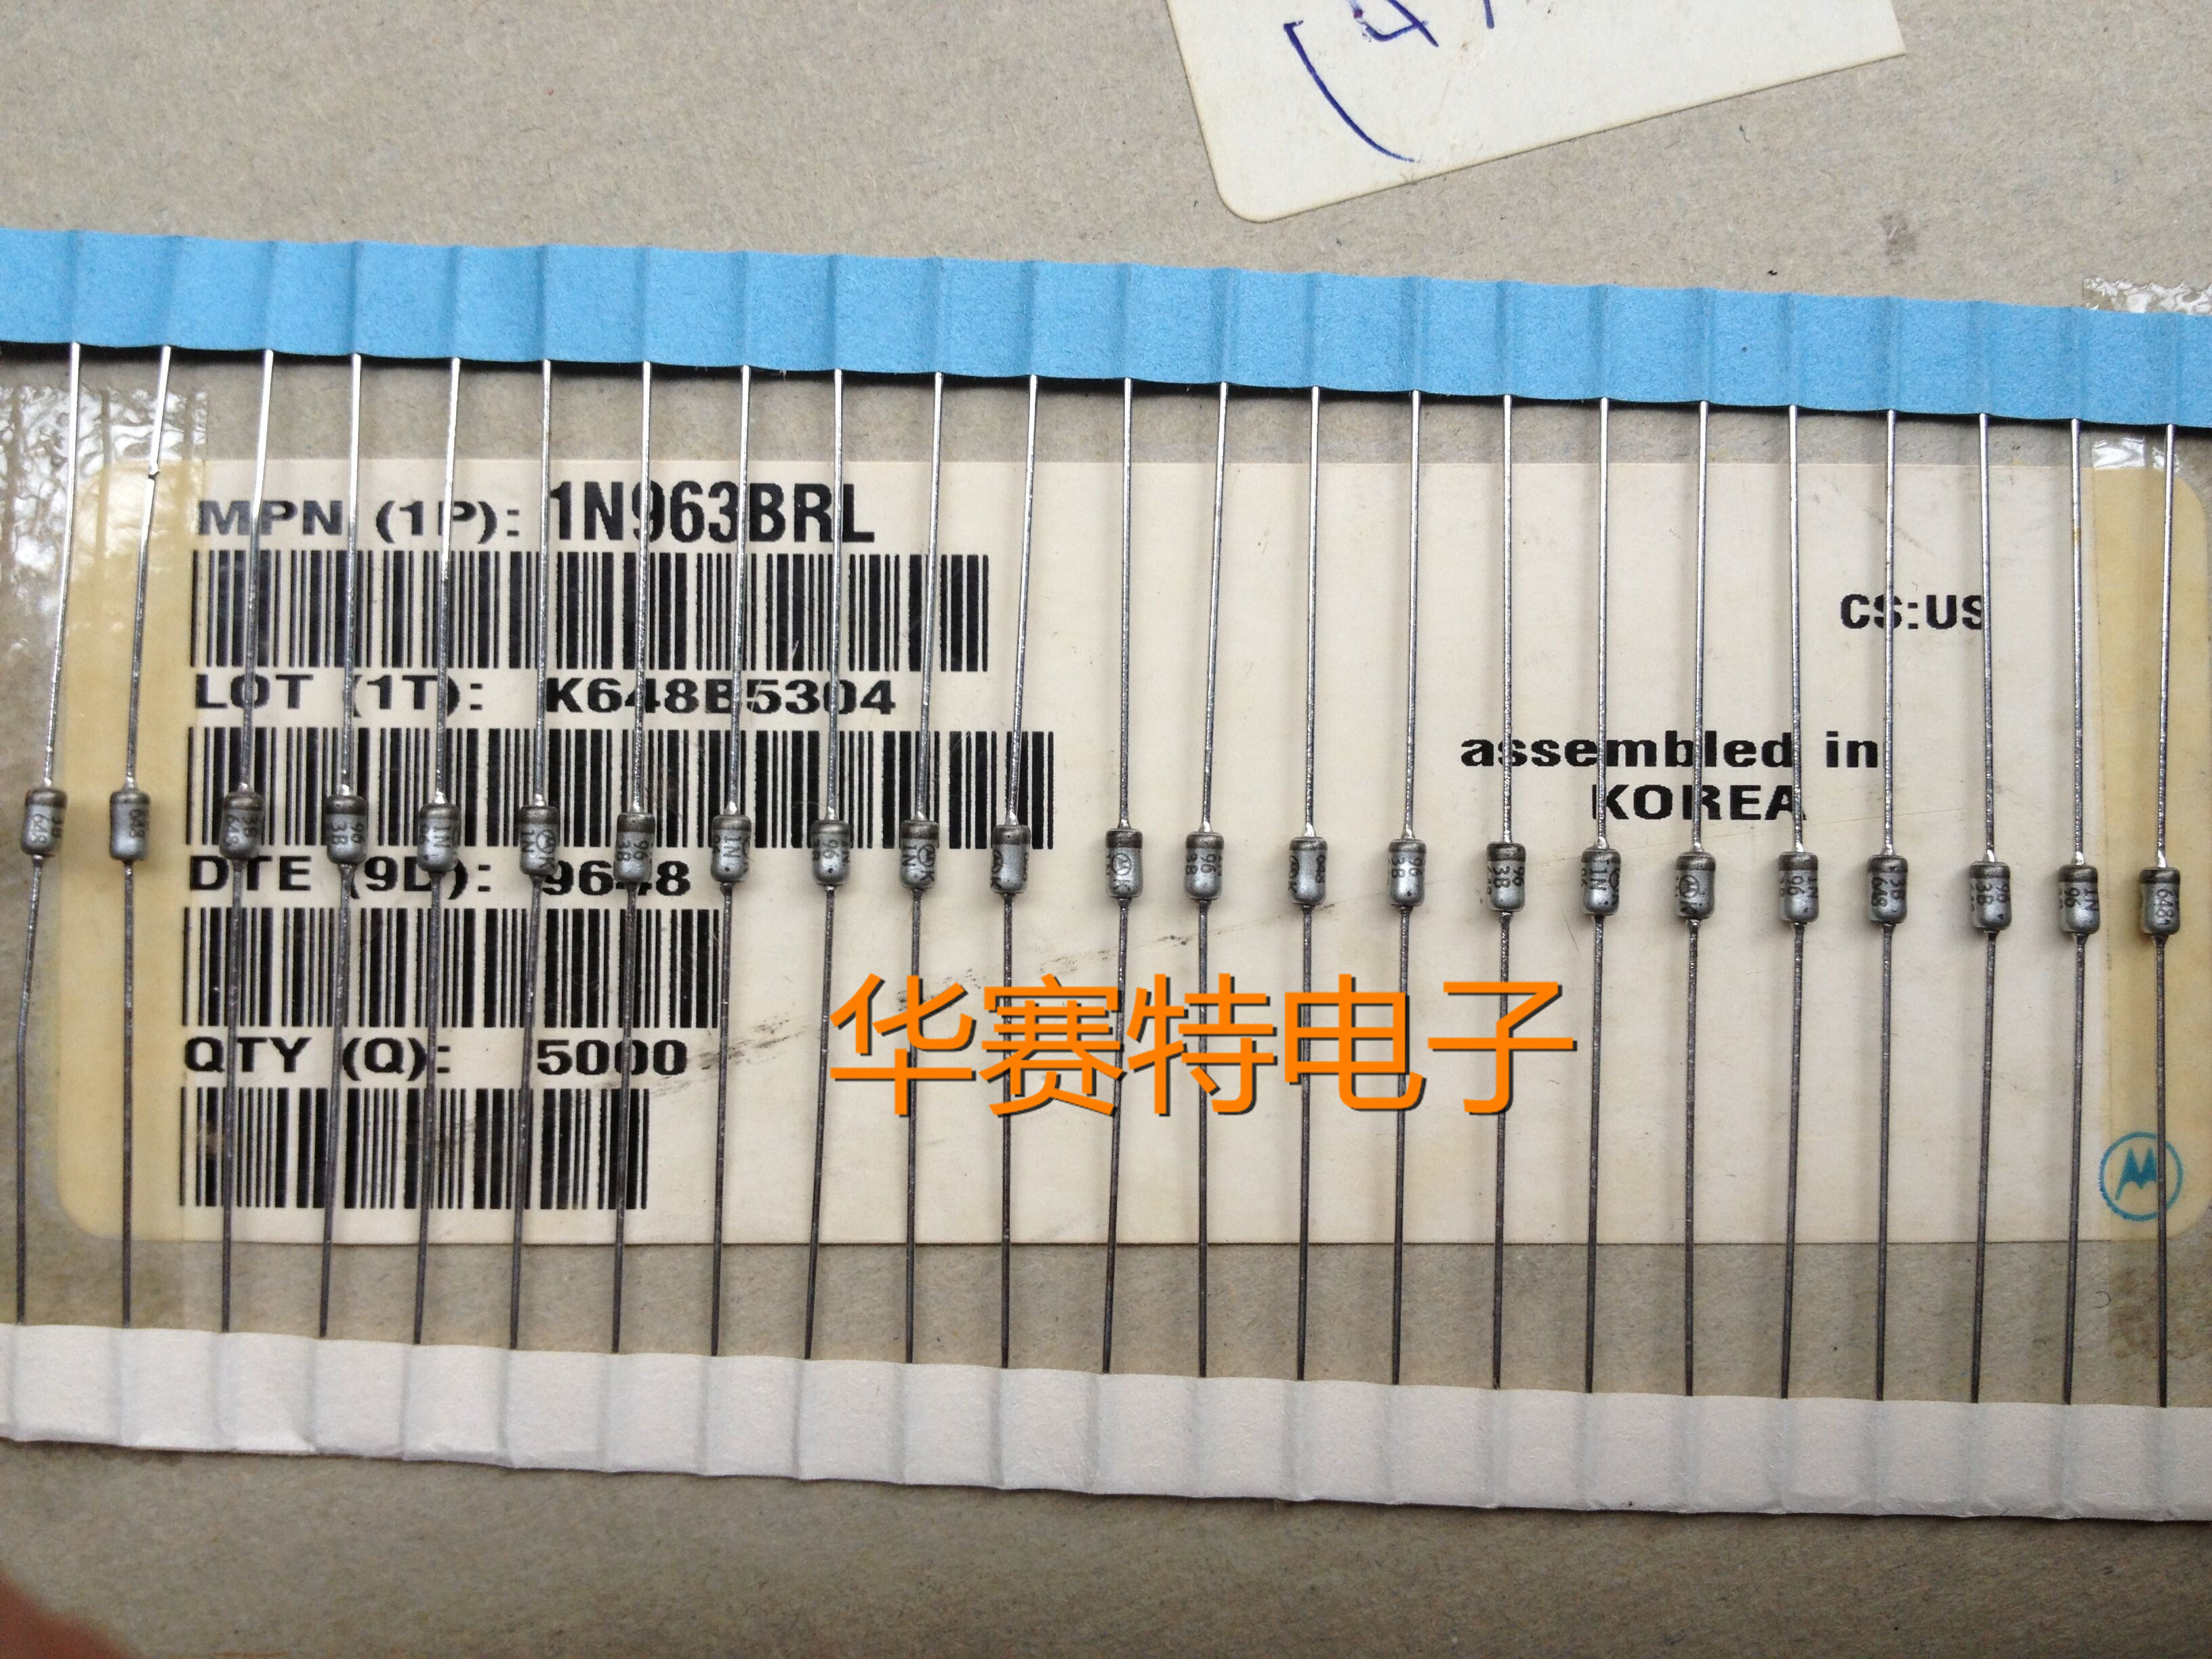 MPN (1P): 1N963BRL
CS:US
LOT (1T): K648B5304
assembled in
KOREA
DTE (9D): 9648
QTY (Q): 5000
华赛特电子